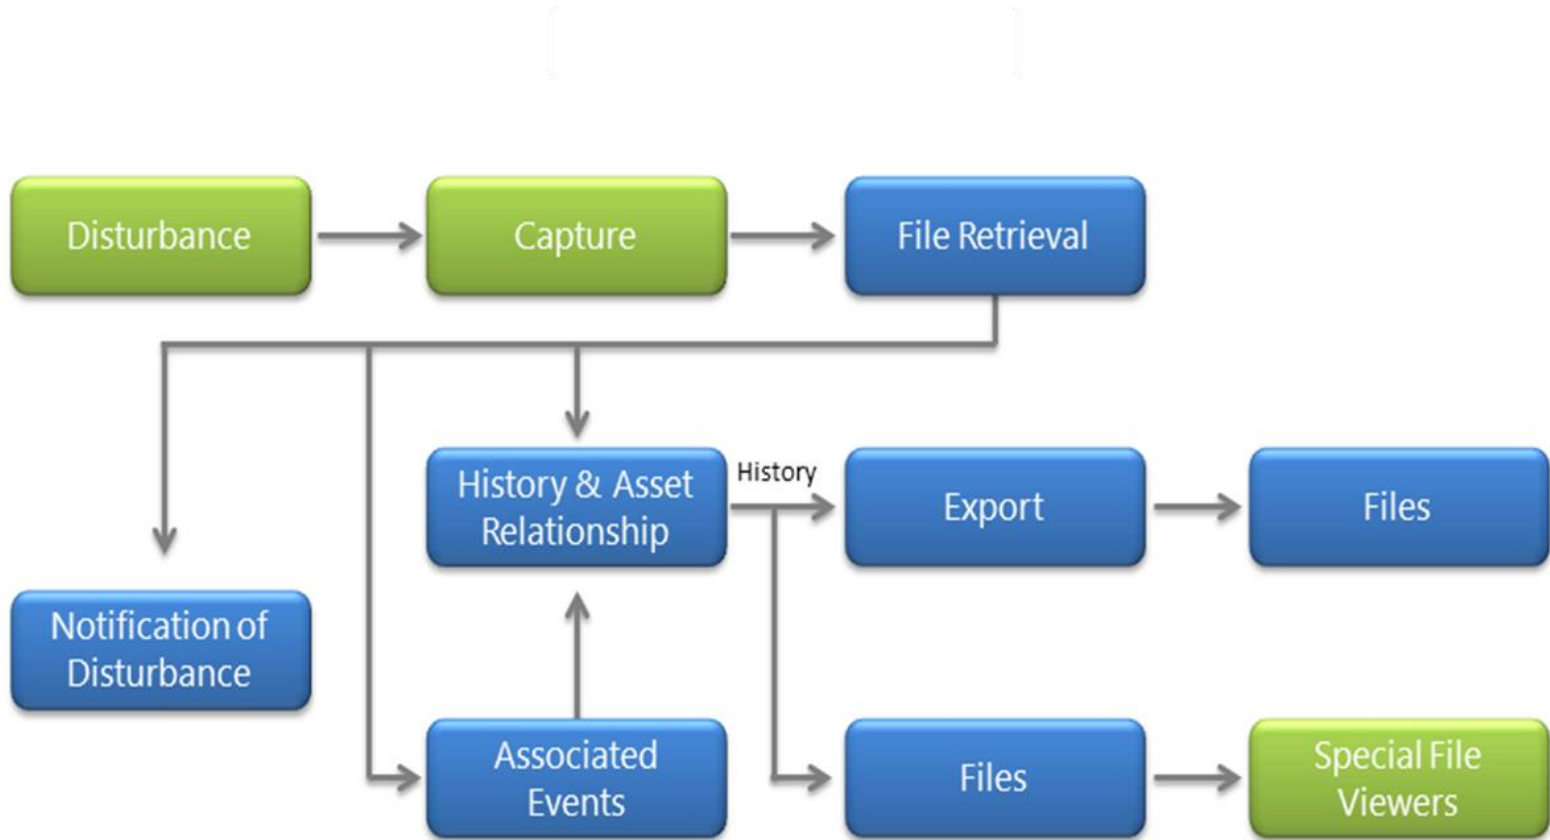 Disturbance
Capture
File Retrieval
History & Asset
Relationship
History
Export
Files
Notification of
Disturbance
Associated
Events
Files
Special File
Viewers